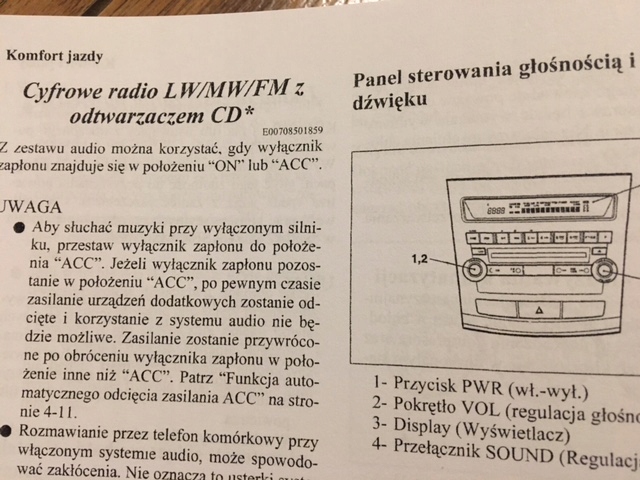 Komfort jazdy
Cyfrowe radio LW/MW/FM z
odtwarzaczem CD*
E00708501859
Z zestawu audio można korzystać, gdy wyłącznik
zapłonu znajduje się w położeniu “ON” lub “ACC”.
UWAGA
● Aby słuchać muzyki przy wyłączonym silni-
ku, przestaw wyłącznik zapłonu do położe-
nia “ACC”. Jeżeli wyłącznik zapłonu pozos-
tanie w położeniu “ACC”, po pewnym czasie
zasilanie urządzeń dodatkowych zostanie od-
cięte i korzystanie z systemu audio nie bę-
dzie możliwe. Zasilanie zostanie przywróco-
ne po obróceniu wyłącznika zapłonu w poło-
żenie inne niż “ACC”. Patrz “Funkcja auto-
matycznego odcięcia zasilania ACC” na stro-
nie 4-11.
● Rozmawianie przez telefon komórkowy przy
włączonym systemie audio, może spowodo-
wać zakłócenia. Nie oznacza to usterki
Panel sterowania głośnością i
dźwięku
1,2
1- Przycisk PWR (wł.-wył.)
2- Pokrętło VOL (regulacja
3- Display (Wyświetlacz)
4- Przełącznik SOUND